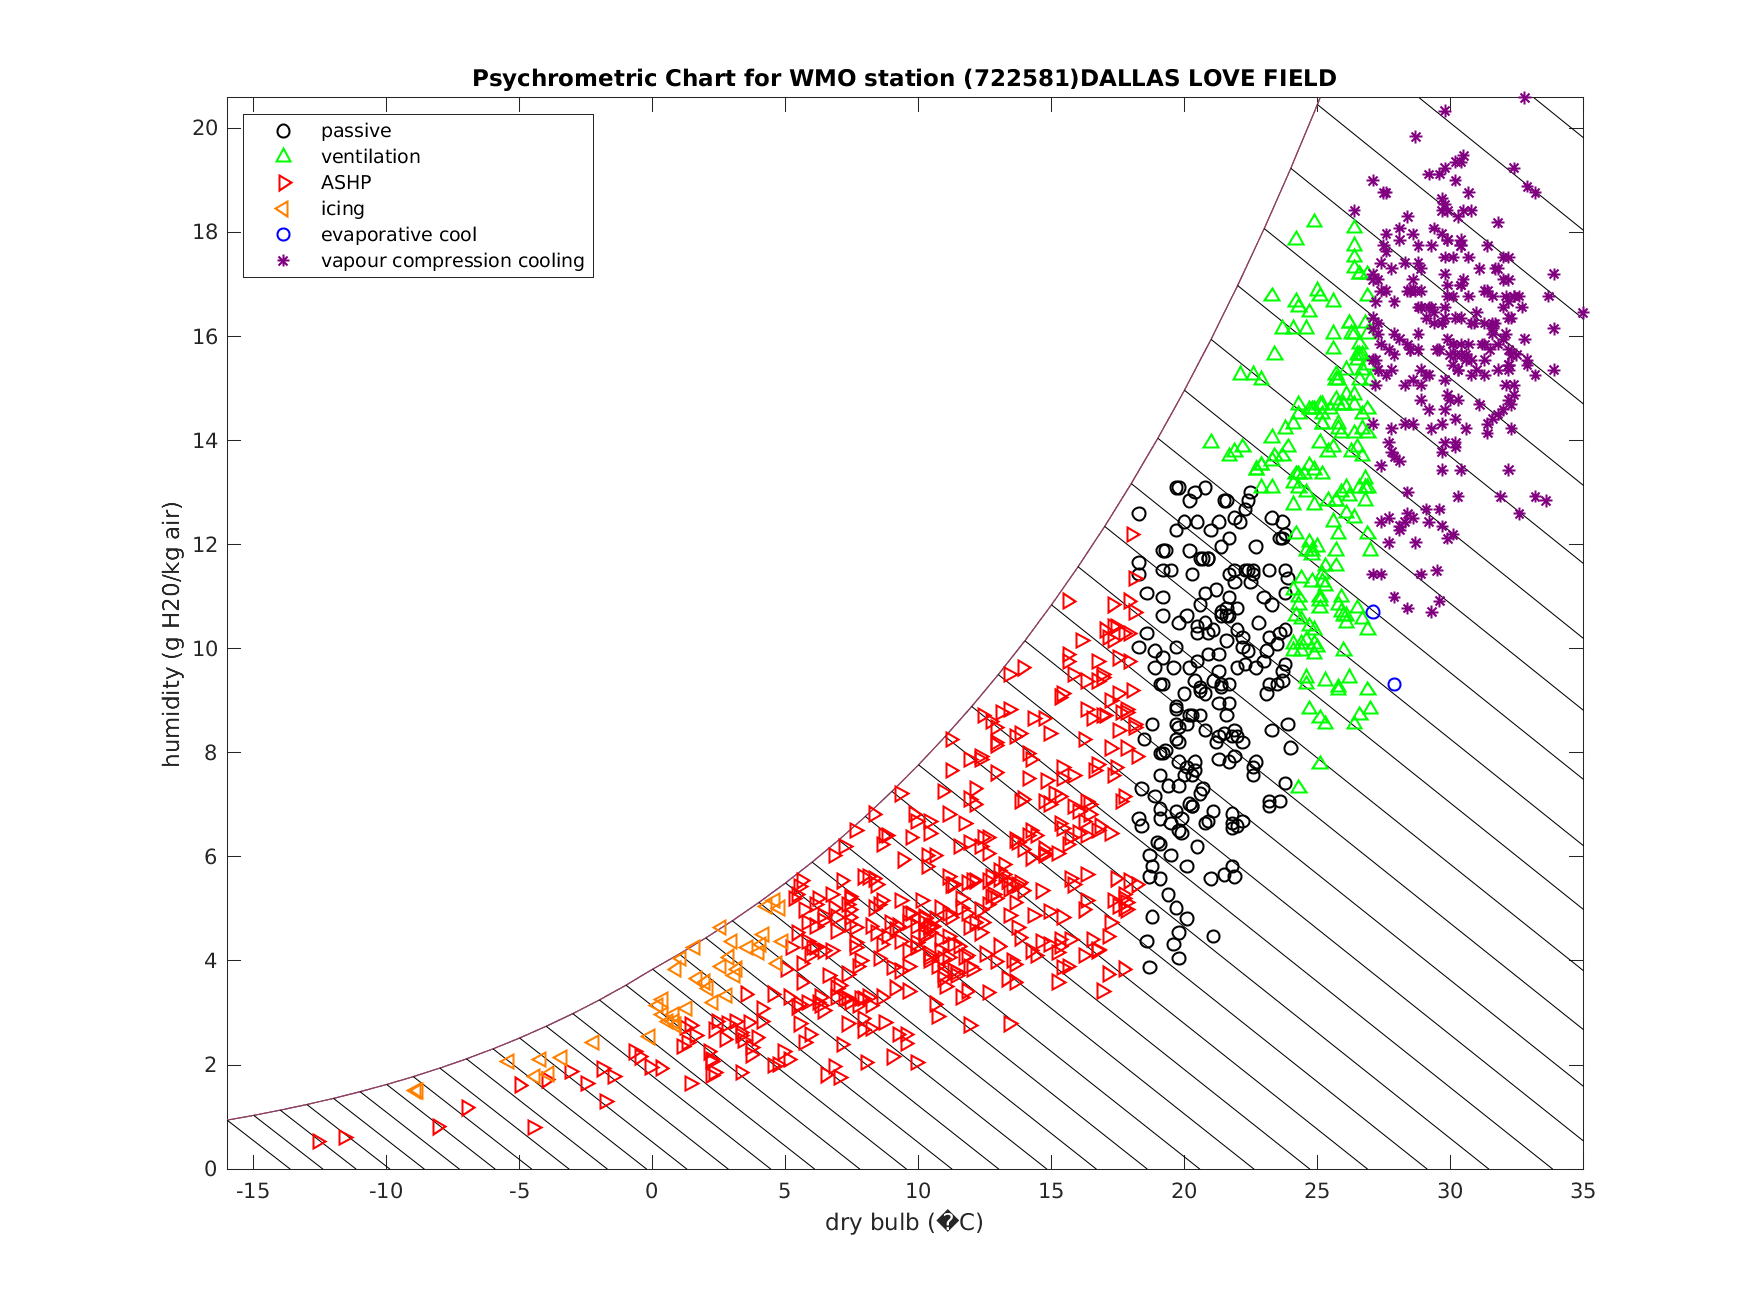 Psychrometric Chart for WMO station (722581)DALLAS LOVE FIELD
passive
ventilation
ASHP
icing
evaporative cool
vapour compression cooling
humidity (g H20/kg air)
20
18
16
14
12
10
8
6
4
2
0
-15 -10 -5 0 5 10 15 20 25 30 35
dry bulb (�C)